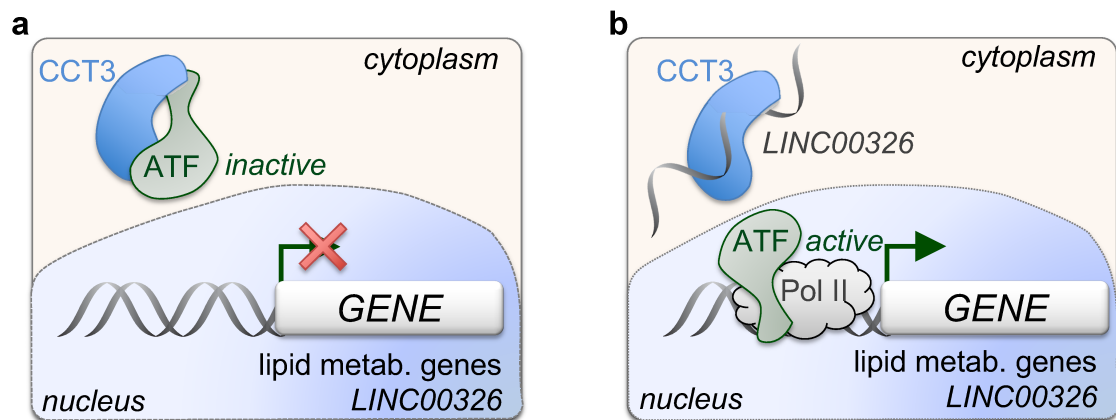 a
cytoplasm
CCT3
ATF
inactive
GENE
lipid metab. genes
nucleus
LINC00326
b
cytoplasm
CCT3
LINC00326
ATF
active
Pol II
GENE
lipid metab. genes
nucleus
LINC00326